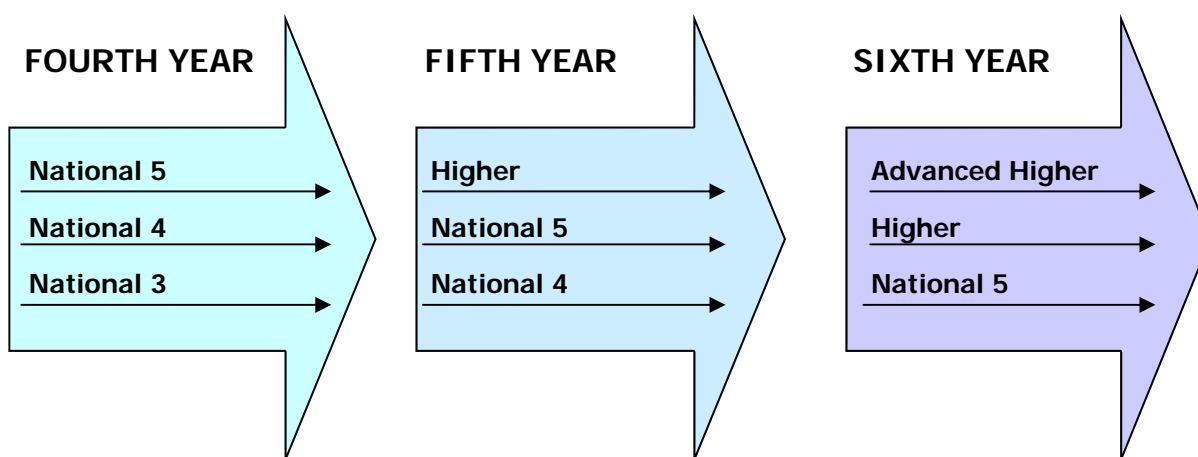 FOURTH YEAR
National 5
National 4
National 3
FIFTH YEAR
Higher
National 5
National 4
SIXTH YEAR
Advanced Higher
Higher
National 5